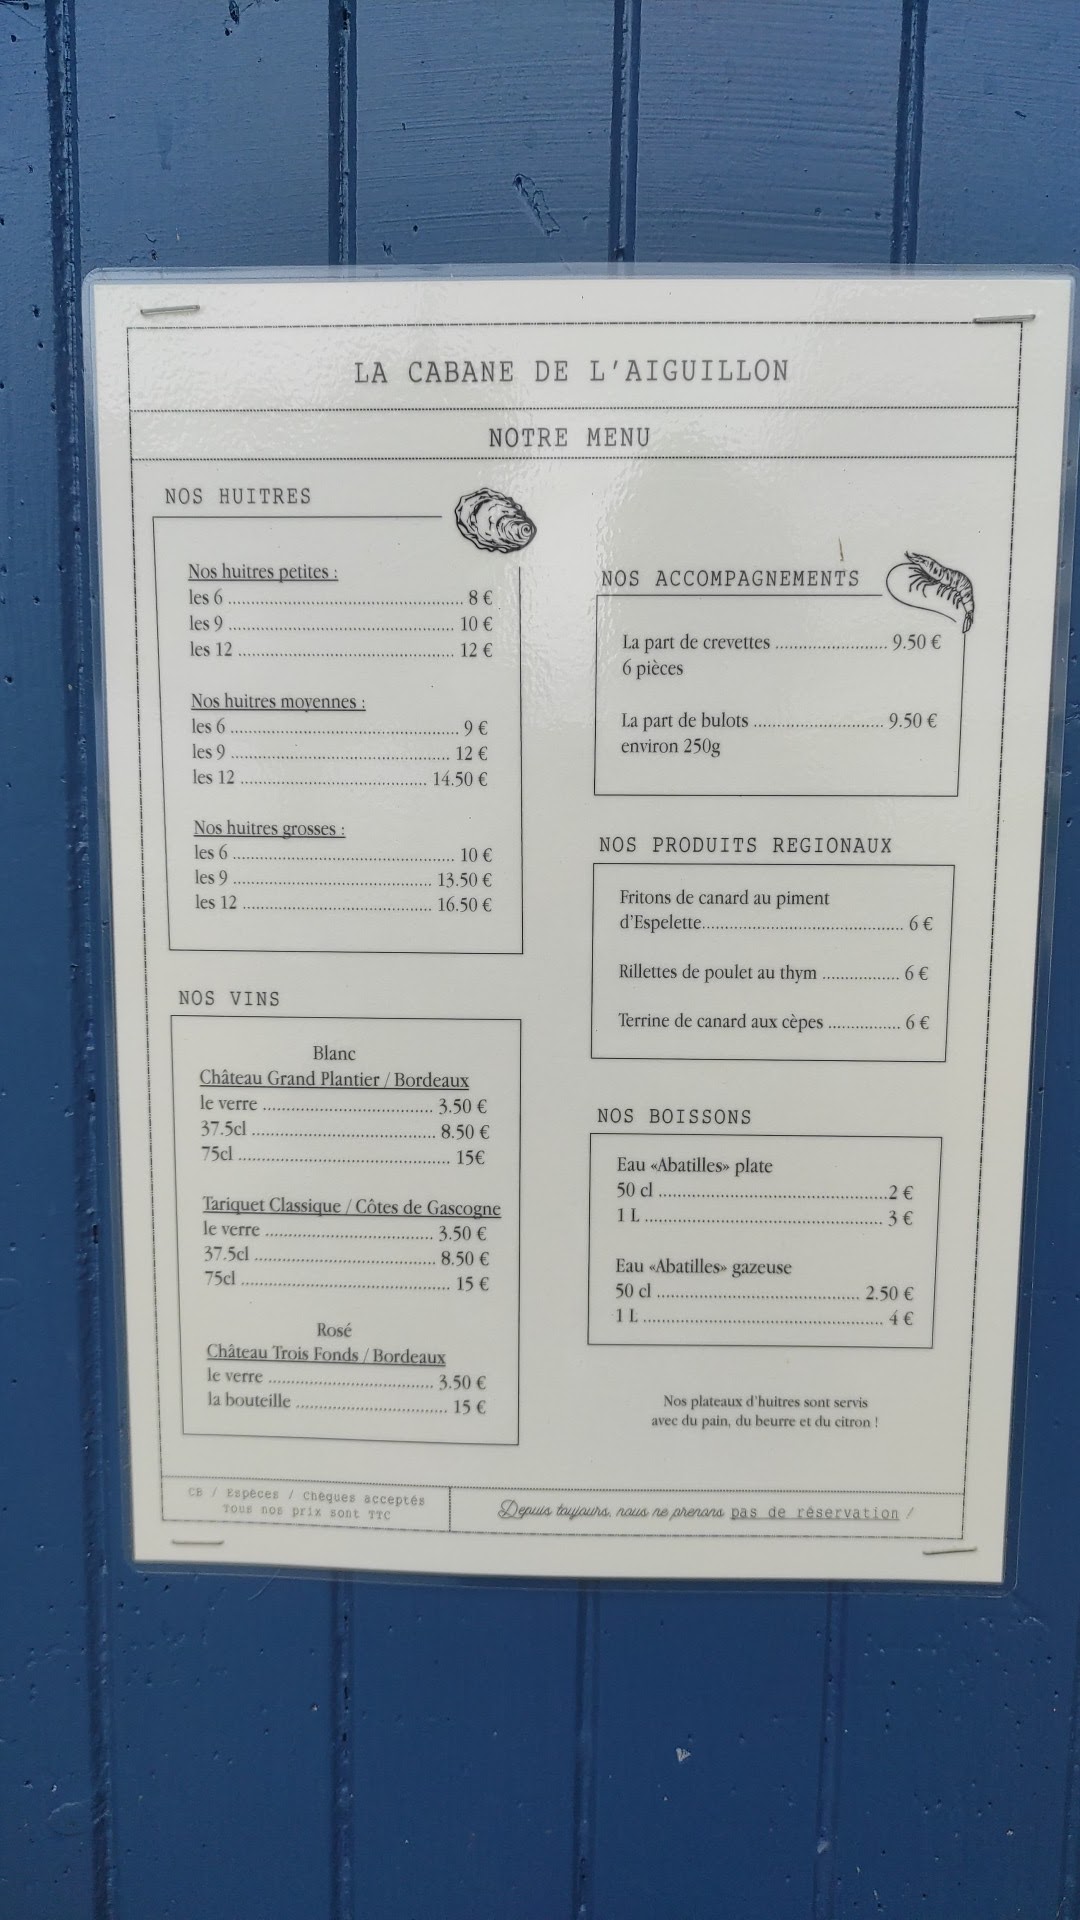 LA CABANE DE L'AIGUILLON
NOTRE MENU
NOS HUITRES
Nos huitres petites :
les 6 ........ 8 €
les 9 ........ 10 €
les 12 ........ 12 €
Nos huitres moyennes :
les 6 ........ 9 €
les 9 ........ 12 €
les 12 ........ 14.50 €
Nos huitres grosses :
les 6 ........ 10 €
les 9 ........ 13.50 €
les 12 ........ 16.50 €
NOS VINS
Blanc
Château Grand Plantier / Bordeaux
le verre ........ 3.50 €
37.5cl ........ 8.50 €
75cl ........ 15€
Tariquet Classique / Côtes de Gascogne
le verre ........ 3.50 €
37.5cl ........ 8.50 €
75cl ........ 15 €
Rosé
Château Trois Fonds / Bordeaux
le verre ........ 3.50 €
la bouteille ........ 15 €
NOS ACCOMPAGNEMENTS
La part de crevettes ........ 9.50 €
6 pièces
La part de bulots ........ 9.50 €
environ 250g
NOS PRODUITS REGIONAUX
Fritons de canard au piment
d'Espelette........ 6 €
Rillettes de poulet au thym ........ 6 €
Terrine de canard aux cèpes ........ 6 €
NOS BOISSONS
Eau «Abatilles» plate
50 cl ........ 2 €
1 L ........ 3 €
Eau «Abatilles» gazeuse
50 cl ........ 2.50 €
1 L ........ 4 €
Nos plateaux d'huitres sont servis
avec du pain, du beurre et du citron !
CB / Espèces / Chèques acceptés
Tous nos prix sont TTC
Depuis toujours, nous ne prenons pas de réservation !